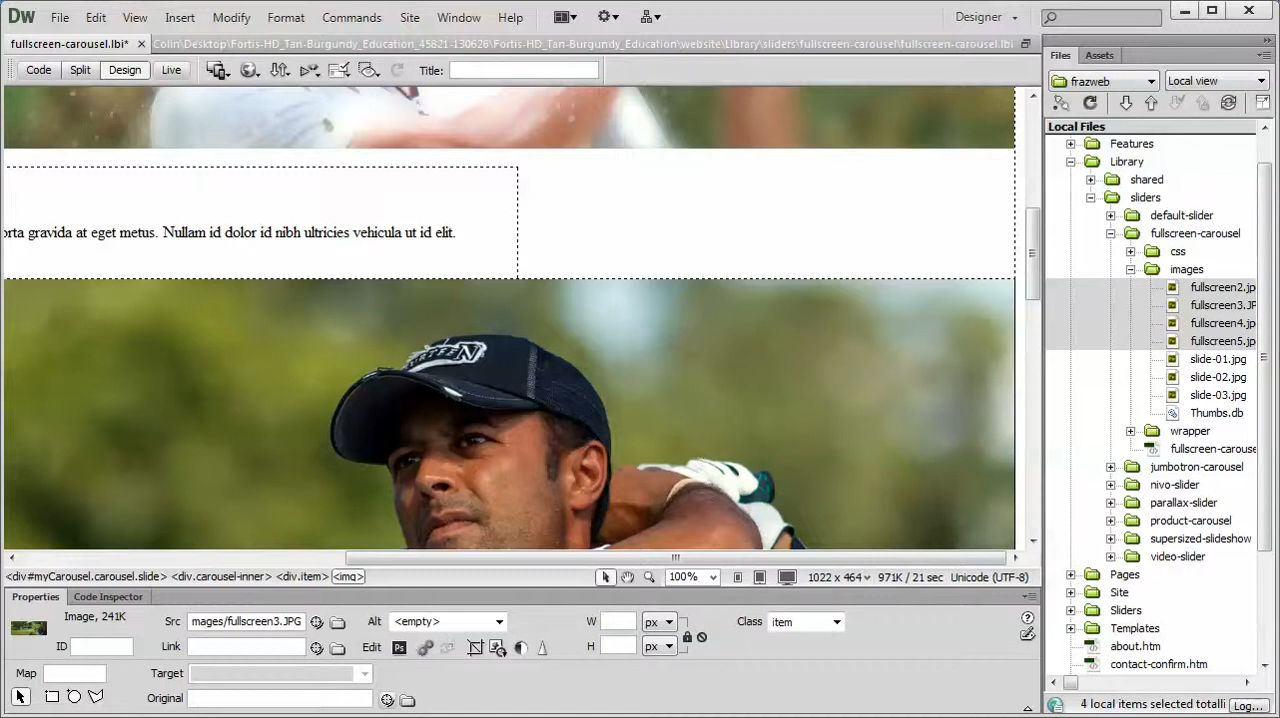 Dw File Edit View Insert Modify Format Commands Site Window Help Designer
fullscreen-carousel.lbi* Colin\Desktop\Fortis-HD_Tan-Burgundy_Education_45821-130626\Fortis-HD_Tan-Burgundy_Education\website\Library\sliders\fullscreen-carousel\fullscreen-carousel.lbi
Code Split Design Live Title:
orta gravida at eget metus. Nullam id dolor id nibh ultricies vehicula ut id elit.
<div#myCarousel.carousel.slide> <div.carousel-inner> <div.item> <img> 100% 1022 x 464 971K / 21 sec Unicode (UTF-8)
Properties Code Inspector
Image, 241K Src mages/fullscreen3.JPG Alt <empty> W px Class item
ID Link Edit Ps H px
Map Target
Original
Files Assets
frazweb Local view
Local Files
Features
Library
shared
sliders
default-slider
fullscreen-carousel
css
images
fullscreen2.jp
fullscreen3.JP
fullscreen4.jp
fullscreen5.jp
slide-01.jpg
slide-02.jpg
slide-03.jpg
Thumbs.db
wrapper
fullscreen-carouse
jumbotron-carousel
nivo-slider
parallax-slider
product-carousel
supersized-slideshow
video-slider
Pages
Site
Sliders
Templates
about.htm
contact-confirm.htm
4 local items selected totalli Log...